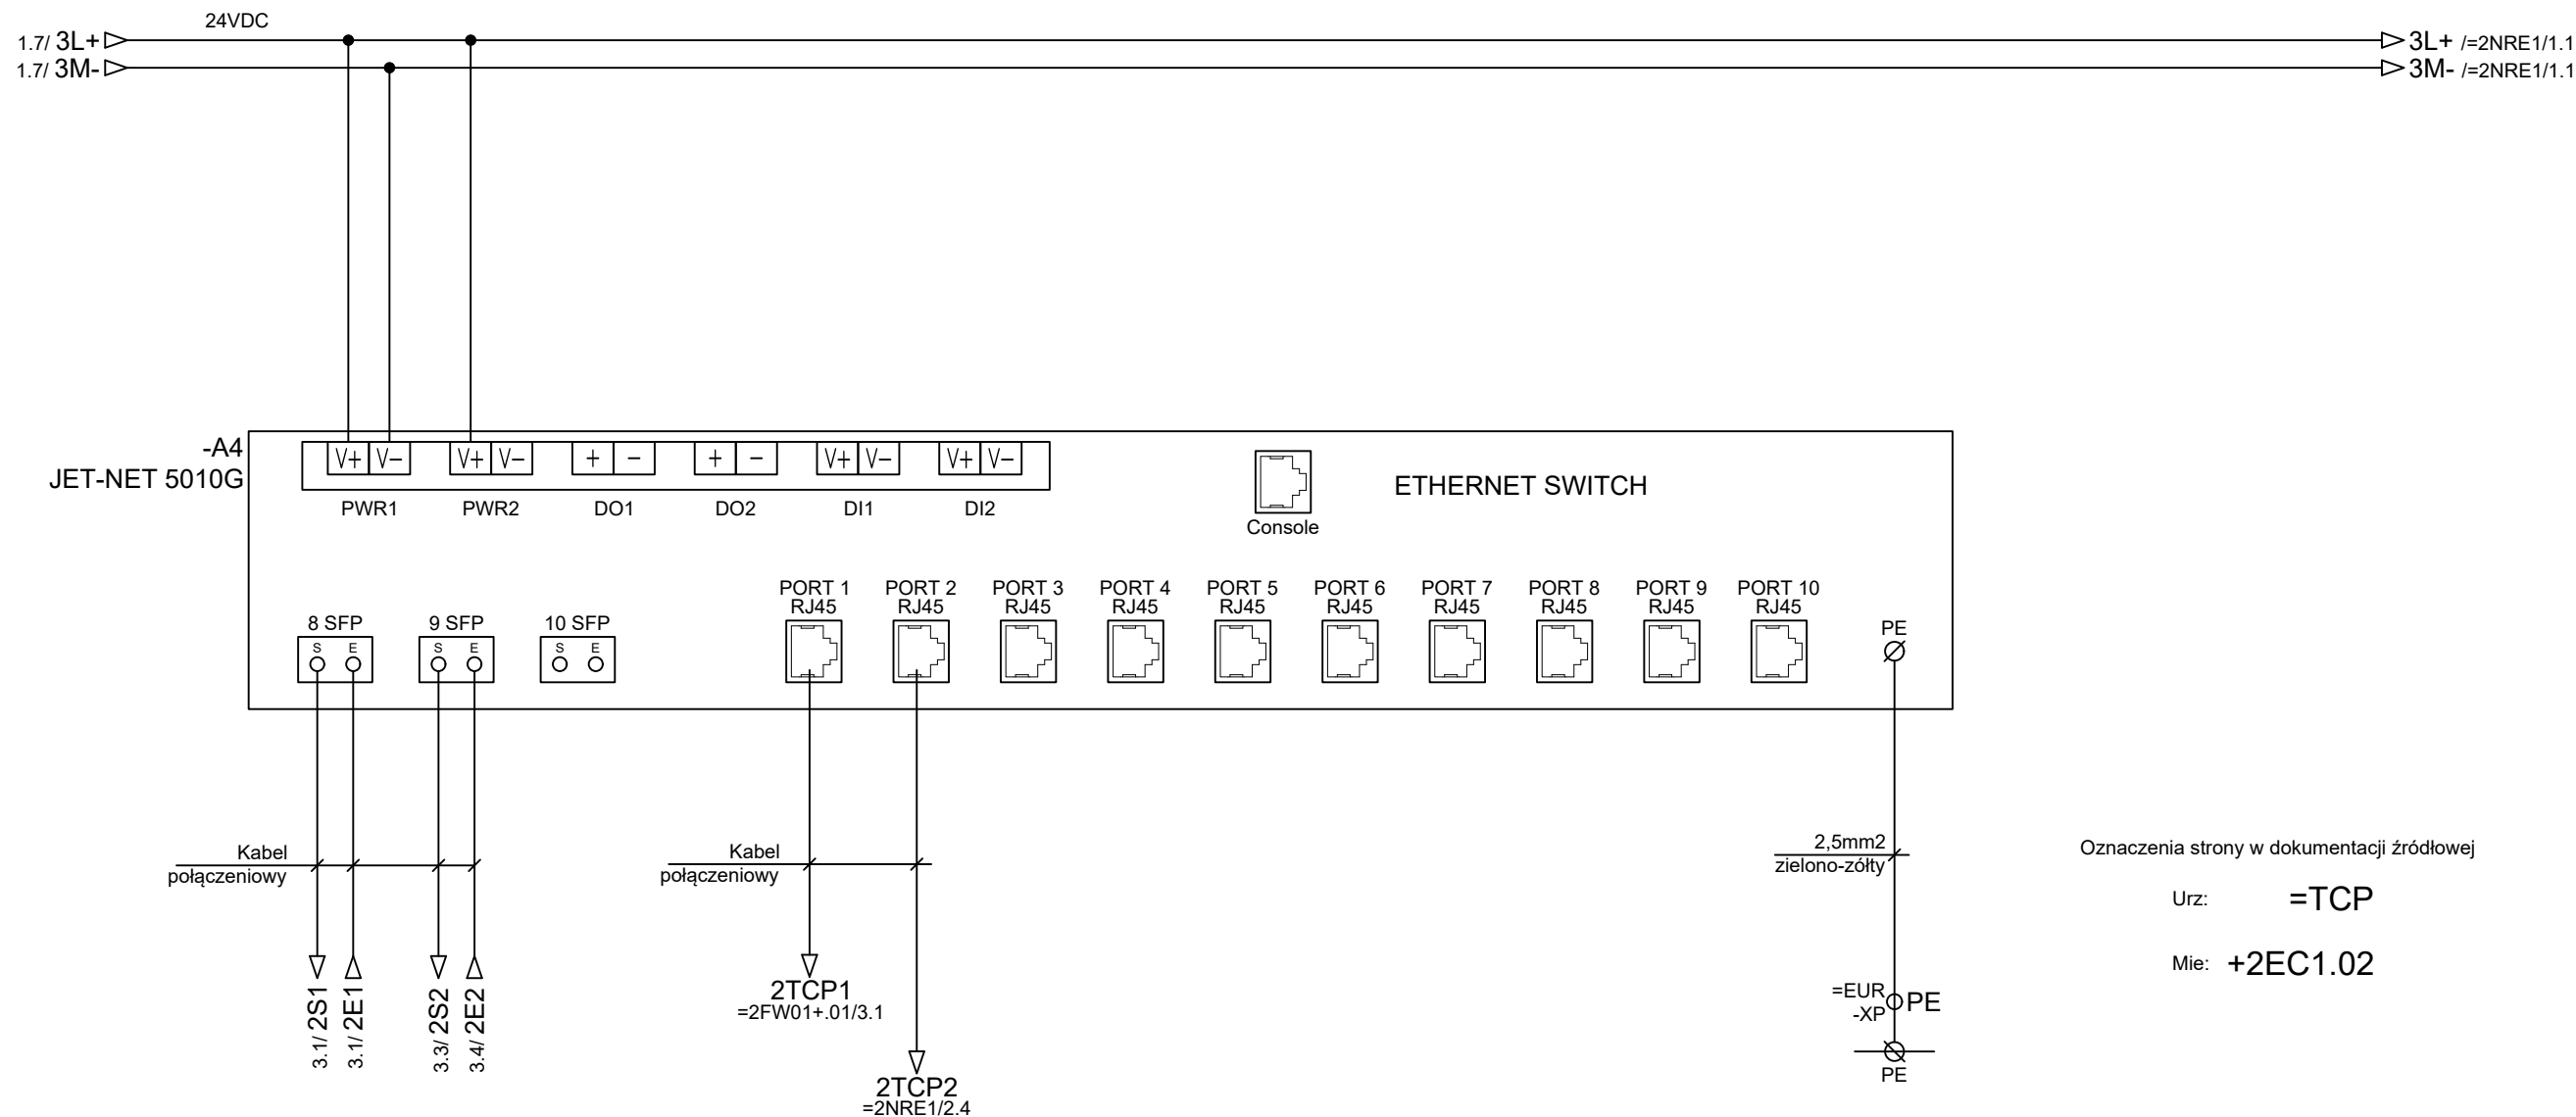 24VDC
1.7/ 3L+
3L+ /=2NRE1/1.1
1.7/ 3M-
3M- /=2NRE1/1.1
-A4
JET-NET 5010G
V+ V- V+ V- + - + - V+ V- V+ V-
PWR1 PWR2 DO1 DO2 DI1 DI2
Console
ETHERNET SWITCH
8 SFP 9 SFP 10 SFP
S E S E S E
PORT 1 PORT 2 PORT 3 PORT 4 PORT 5 PORT 6 PORT 7 PORT 8 PORT 9 PORT 10
RJ45 RJ45 RJ45 RJ45 RJ45 RJ45 RJ45 RJ45 RJ45 RJ45
PE
Kabel
połączeniowy
Kabel
połączeniowy
2,5mm2
zielono-zółty
3.1/ 2S1
3.1/ 2E1
3.3/ 2S2
3.4/ 2E2
2TCP1
=2FW01+.01/3.1
2TCP2
=2NRE1/2.4
=EUR
-XP
PE
PE
Oznaczenia strony w dokumentacji źródłowej
Urz: =TCP
Mie: +2EC1.02